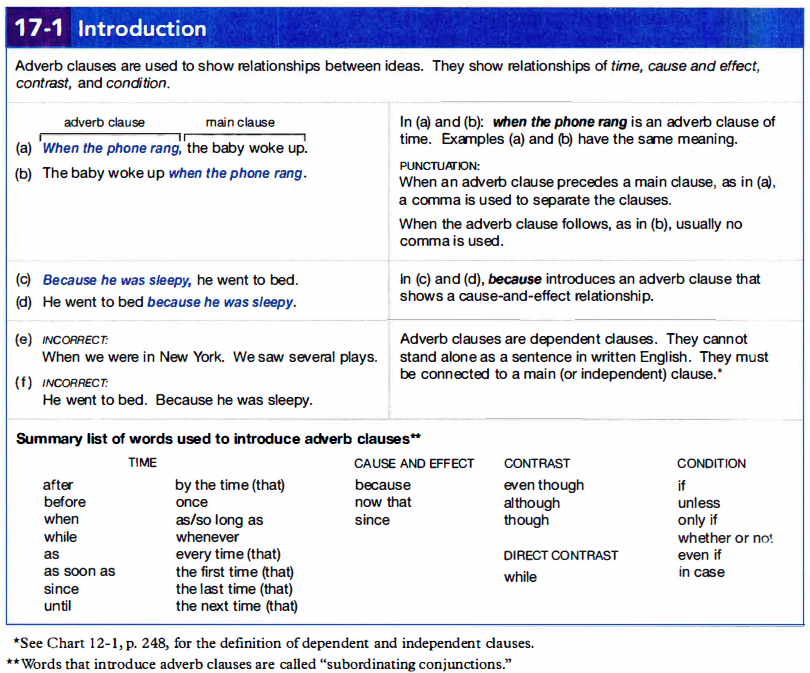 17-1 Introduction
Adverb clauses are used to show relationships between ideas. They show relationships of time, cause and effect,
contrast, and condition.
adverb clause main clause
(a) When the phone rang, the baby woke up.
(b) The baby woke up when the phone rang.
In (a) and (b): when the phone rang is an adverb clause of
time. Examples (a) and (b) have the same meaning.
PUNCTUATION:
When an adverb clause precedes a main clause, as in (a),
a comma is used to separate the clauses.
When the adverb clause follows, as in (b), usually no
comma is used.
(c) Because he was sleepy, he went to bed.
(d) He went to bed because he was sleepy.
In (c) and (d), because introduces an adverb clause that
shows a cause-and-effect relationship.
(e) INCORRECT:
When we were in New York. We saw several plays.
(f) INCORRECT:
He went to bed. Because he was sleepy.
Adverb clauses are dependent clauses. They cannot
stand alone as a sentence in written English. They must
be connected to a main (or independent) clause.*
Summary list of words used to introduce adverb clauses**
TIME
after
before
when
while
as
as soon as
since
until
by the time (that)
once
as/so long as
whenever
every time (that)
the first time (that)
the last time (that)
the next time (that)
CAUSE AND EFFECT
because
now that
since
CONTRAST
even though
although
though
DIRECT CONTRAST
while
CONDITION
if
unless
only if
whether or not
even if
in case
*See Chart 12-1, p. 248, for the definition of dependent and independent clauses.
**Words that introduce adverb clauses are called “subordinating conjunctions.”